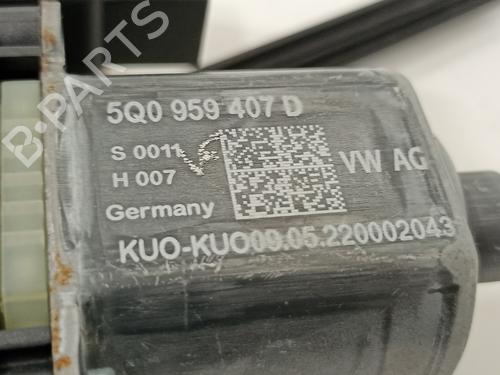 B-PARTS
5Q0 959 407 D
S 0011
H 007
VW AG
Germany
KUO-KUO09.05.220002043